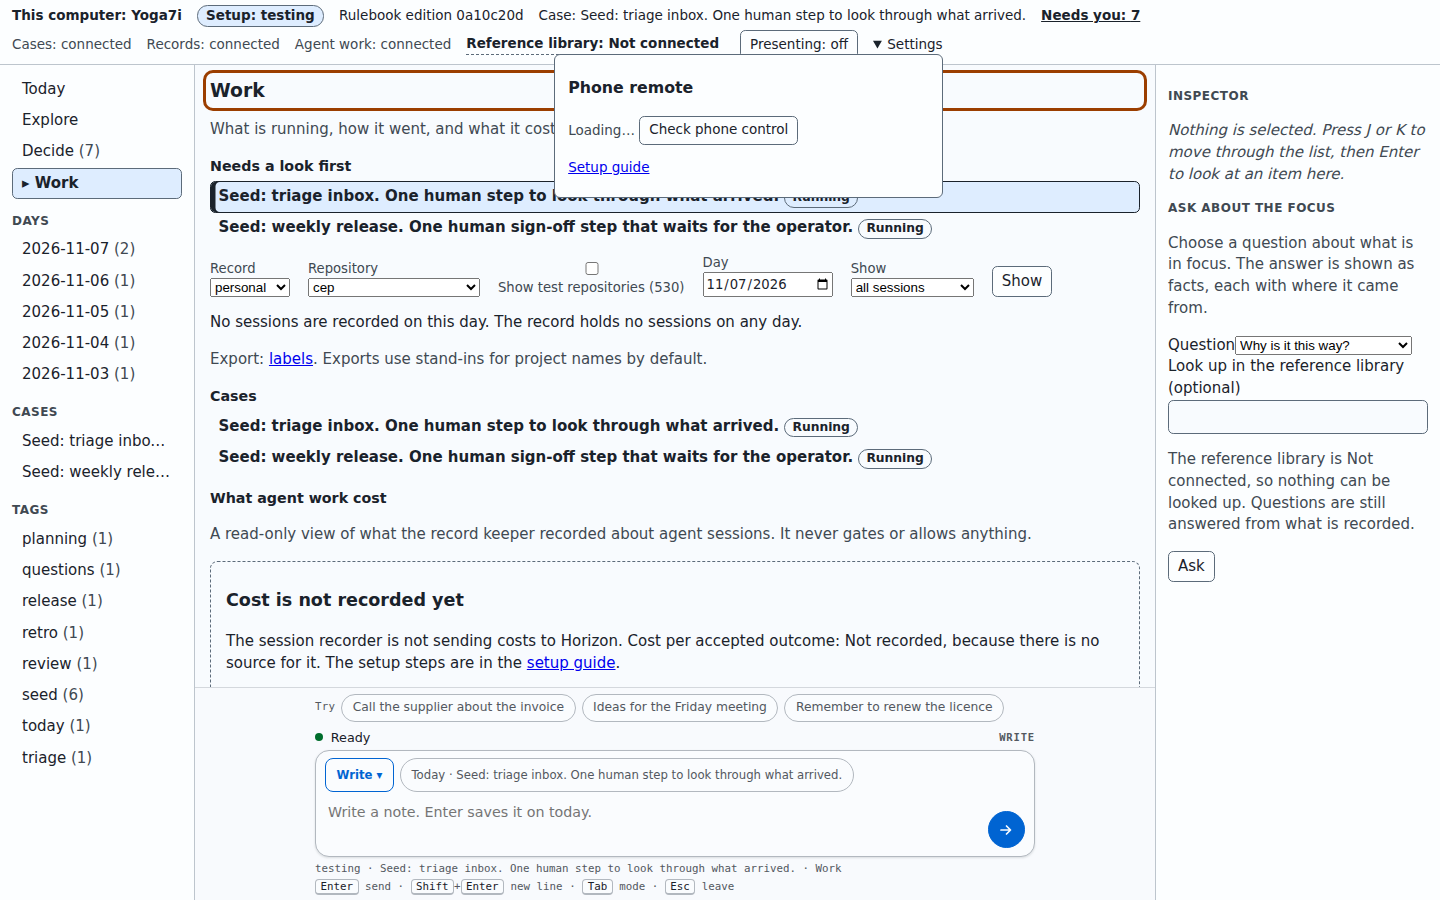 This computer: Yoga7i Setup: testing Rulebook edition 0a10c20d Case: Seed: triage inbox. One human step to look through what arrived. Needs you: 7
Cases: connected Records: connected Agent work: connected Reference library: Not connected Presenting: off ▼ Settings
Today
Explore
Decide (7)
▸ Work
DAYS
2026-11-07 (2)
2026-11-06 (1)
2026-11-05 (1)
2026-11-04 (1)
2026-11-03 (1)
CASES
Seed: triage inbo…
Seed: weekly rele…
TAGS
planning (1)
questions (1)
release (1)
retro (1)
review (1)
seed (6)
today (1)
triage (1)
Work
What is running, how it went, and what it cost
Phone remote
Loading… Check phone control
Setup guide
Needs a look first
Seed: triage inbox. One human step to look through what arrived. Running
Seed: weekly release. One human sign-off step that waits for the operator. Running
Record Repository Day Show
personal cep Show test repositories (530) 11/07/2026 all sessions Show
No sessions are recorded on this day. The record holds no sessions on any day.
Export: labels. Exports use stand-ins for project names by default.
Cases
Seed: triage inbox. One human step to look through what arrived. Running
Seed: weekly release. One human sign-off step that waits for the operator. Running
What agent work cost
A read-only view of what the record keeper recorded about agent sessions. It never gates or allows anything.
Cost is not recorded yet
The session recorder is not sending costs to Horizon. Cost per accepted outcome: Not recorded, because there is no
source for it. The setup steps are in the setup guide.
Try Call the supplier about the invoice Ideas for the Friday meeting Remember to renew the licence
Ready WRITE
Write ▾ Today · Seed: triage inbox. One human step to look through what arrived.
Write a note. Enter saves it on today.
testing · Seed: triage inbox. One human step to look through what arrived. · Work
Enter send · Shift+Enter new line · Tab mode · Esc leave
INSPECTOR
Nothing is selected. Press J or K to
move through the list, then Enter
to look at an item here.
ASK ABOUT THE FOCUS
Choose a question about what is
in focus. The answer is shown as
facts, each with where it came
from.
Question Why is it this way?
Look up in the reference library
(optional)
The reference library is Not
connected, so nothing can be
looked up. Questions are still
answered from what is recorded.
Ask